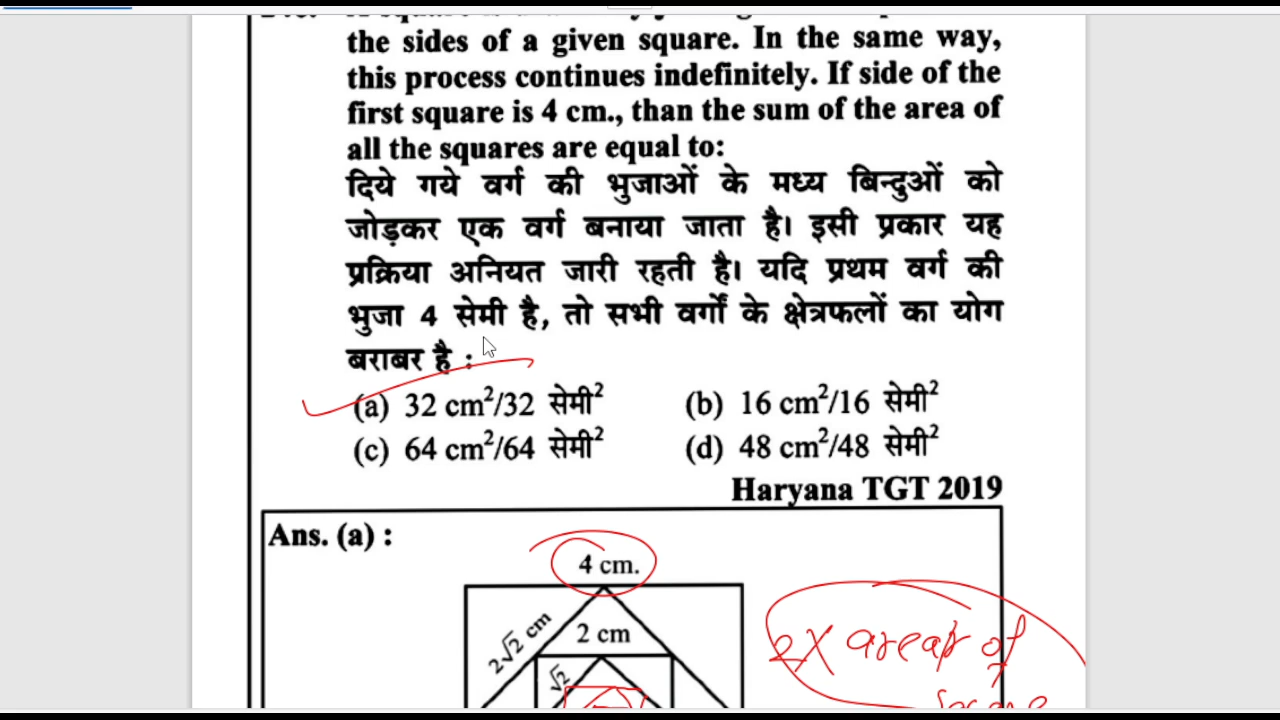 the sides of a given square. In the same way,
this process continues indefinitely. If side of the
first square is 4 cm., than the sum of the area of
all the squares are equal to:
दिये गये वर्ग की भुजाओं के मध्य बिन्दुओं को
जोड़कर एक वर्ग बनाया जाता है। इसी प्रकार यह
प्रक्रिया अनियत जारी रहती है। यदि प्रथम वर्ग की
भुजा 4 सेमी है, तो सभी वर्गों के क्षेत्रफलों का योग
बराबर है :
(a) 32 cm²/32 सेमी² (b) 16 cm²/16 सेमी²
(c) 64 cm²/64 सेमी² (d) 48 cm²/48 सेमी²
Haryana TGT 2019
Ans. (a) :
4 cm.
2√2 cm
2 cm
√2
2X area of